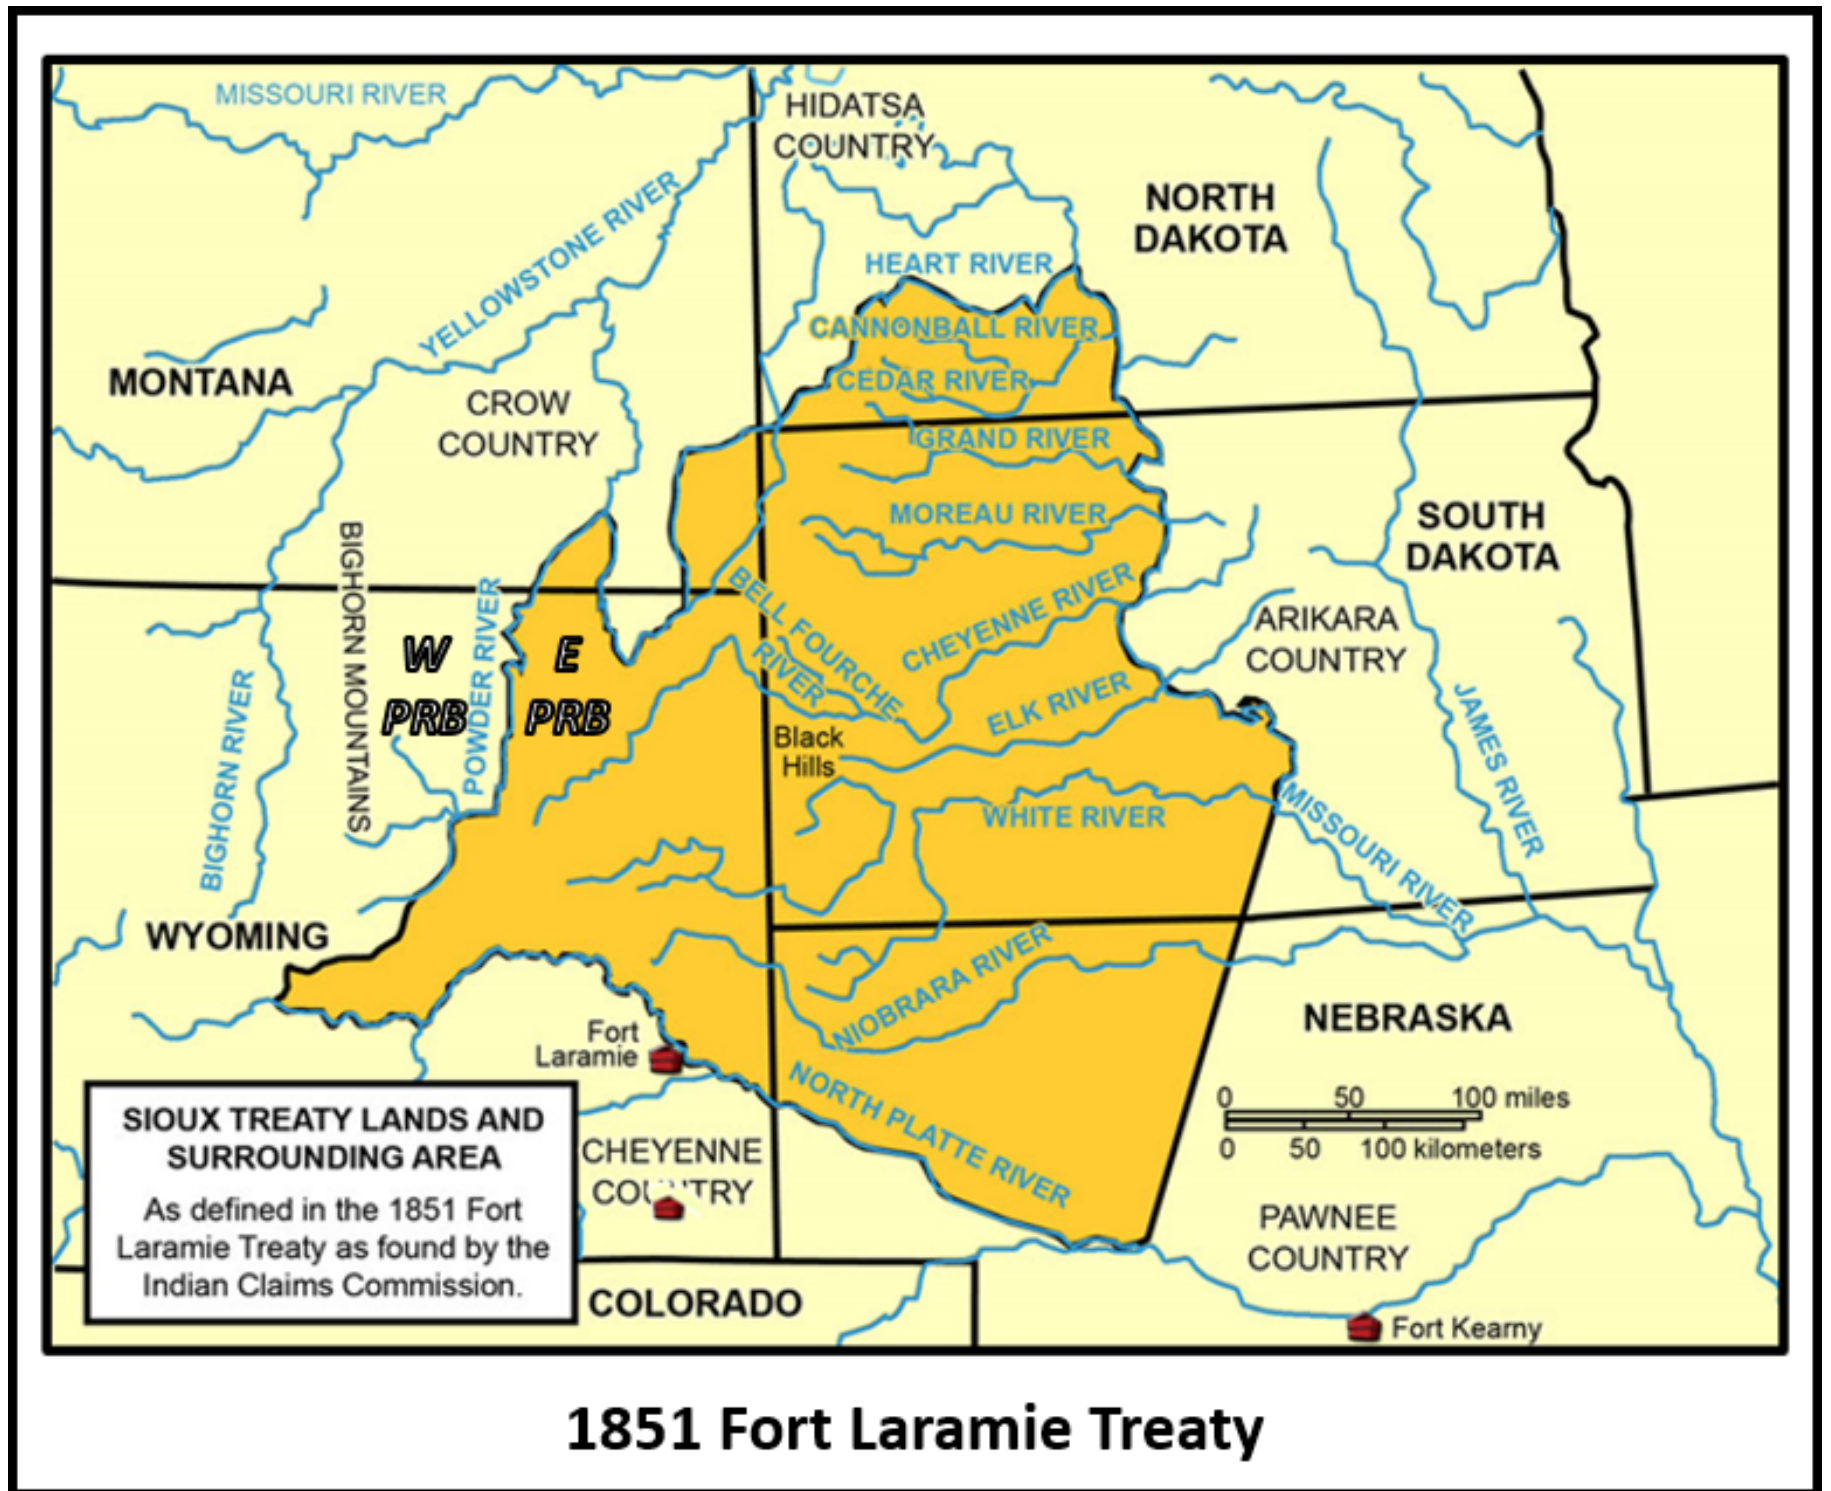 MISSOURI RIVER
HIDATSA
COUNTRY
NORTH
DAKOTA
YELLOWSTONE RIVER
HEART RIVER
CANNONBALL RIVER
MONTANA
CEDAR RIVER
CROW
COUNTRY
GRAND RIVER
MOREAU RIVER
SOUTH
DAKOTA
BIGHORN MOUNTAINS
POWDER RIVER
W
PRB
E
PRB
BELL FOURCHE
RIVER
CHEYENNE RIVER
ARIKARA
COUNTRY
BIGHORN RIVER
ELK RIVER
JAMES RIVER
Black
Hills
WHITE RIVER
MISSOURI RIVER
WYOMING
NIOBRARA RIVER
NEBRASKA
Fort
Laramie
NORTH PLATTE RIVER
0 50 100 miles
0 50 100 kilometers
SIOUX TREATY LANDS AND
SURROUNDING AREA
As defined in the 1851 Fort
Laramie Treaty as found by the
Indian Claims Commission.
CHEYENNE
COUNTRY
PAWNEE
COUNTRY
COLORADO
Fort Kearny
1851 Fort Laramie Treaty